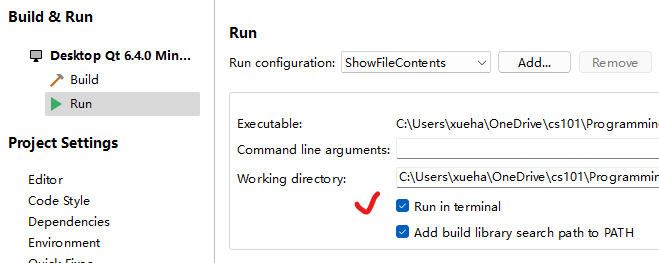 Build & Run
Desktop Qt 6.4.0 Min...
Build
Run
Project Settings
Editor
Code Style
Dependencies
Environment
Run
Run configuration: ShowFileContents Add... Remove
Executable: C:\Users\xueha\OneDrive\cs101\Programmin
Command line arguments:
Working directory: C:\Users\xueha\OneDrive\cs101\Programmin
Run in terminal
Add build library search path to PATH